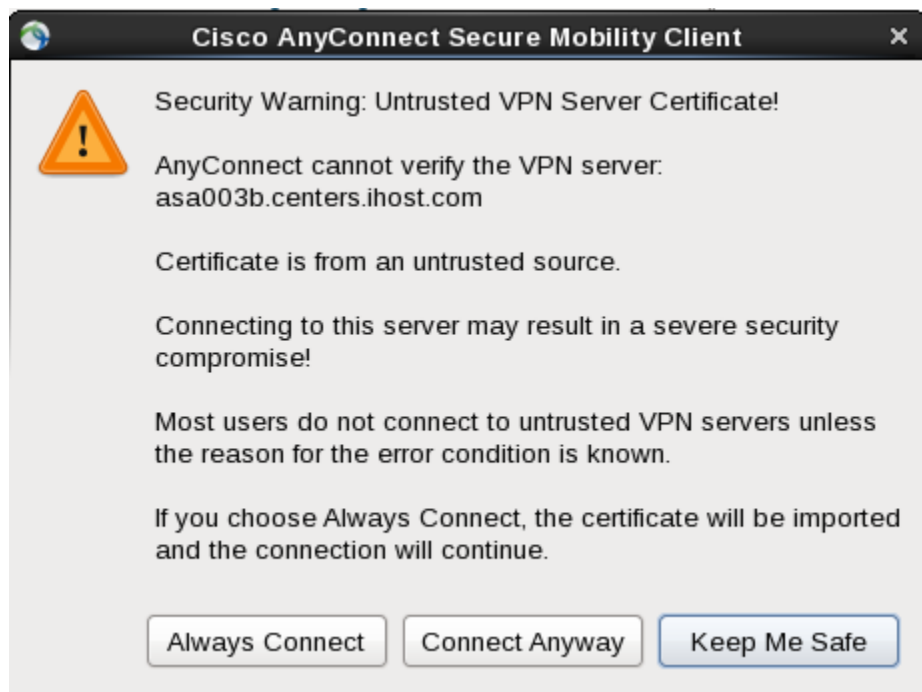 Cisco AnyConnect Secure Mobility Client
Security Warning: Untrusted VPN Server Certificate!
AnyConnect cannot verify the VPN server:
asa003b.centers.ihost.com
Certificate is from an untrusted source.
Connecting to this server may result in a severe security
compromise!
Most users do not connect to untrusted VPN servers unless
the reason for the error condition is known.
If you choose Always Connect, the certificate will be imported
and the connection will continue.
Always Connect
Connect Anyway
Keep Me Safe